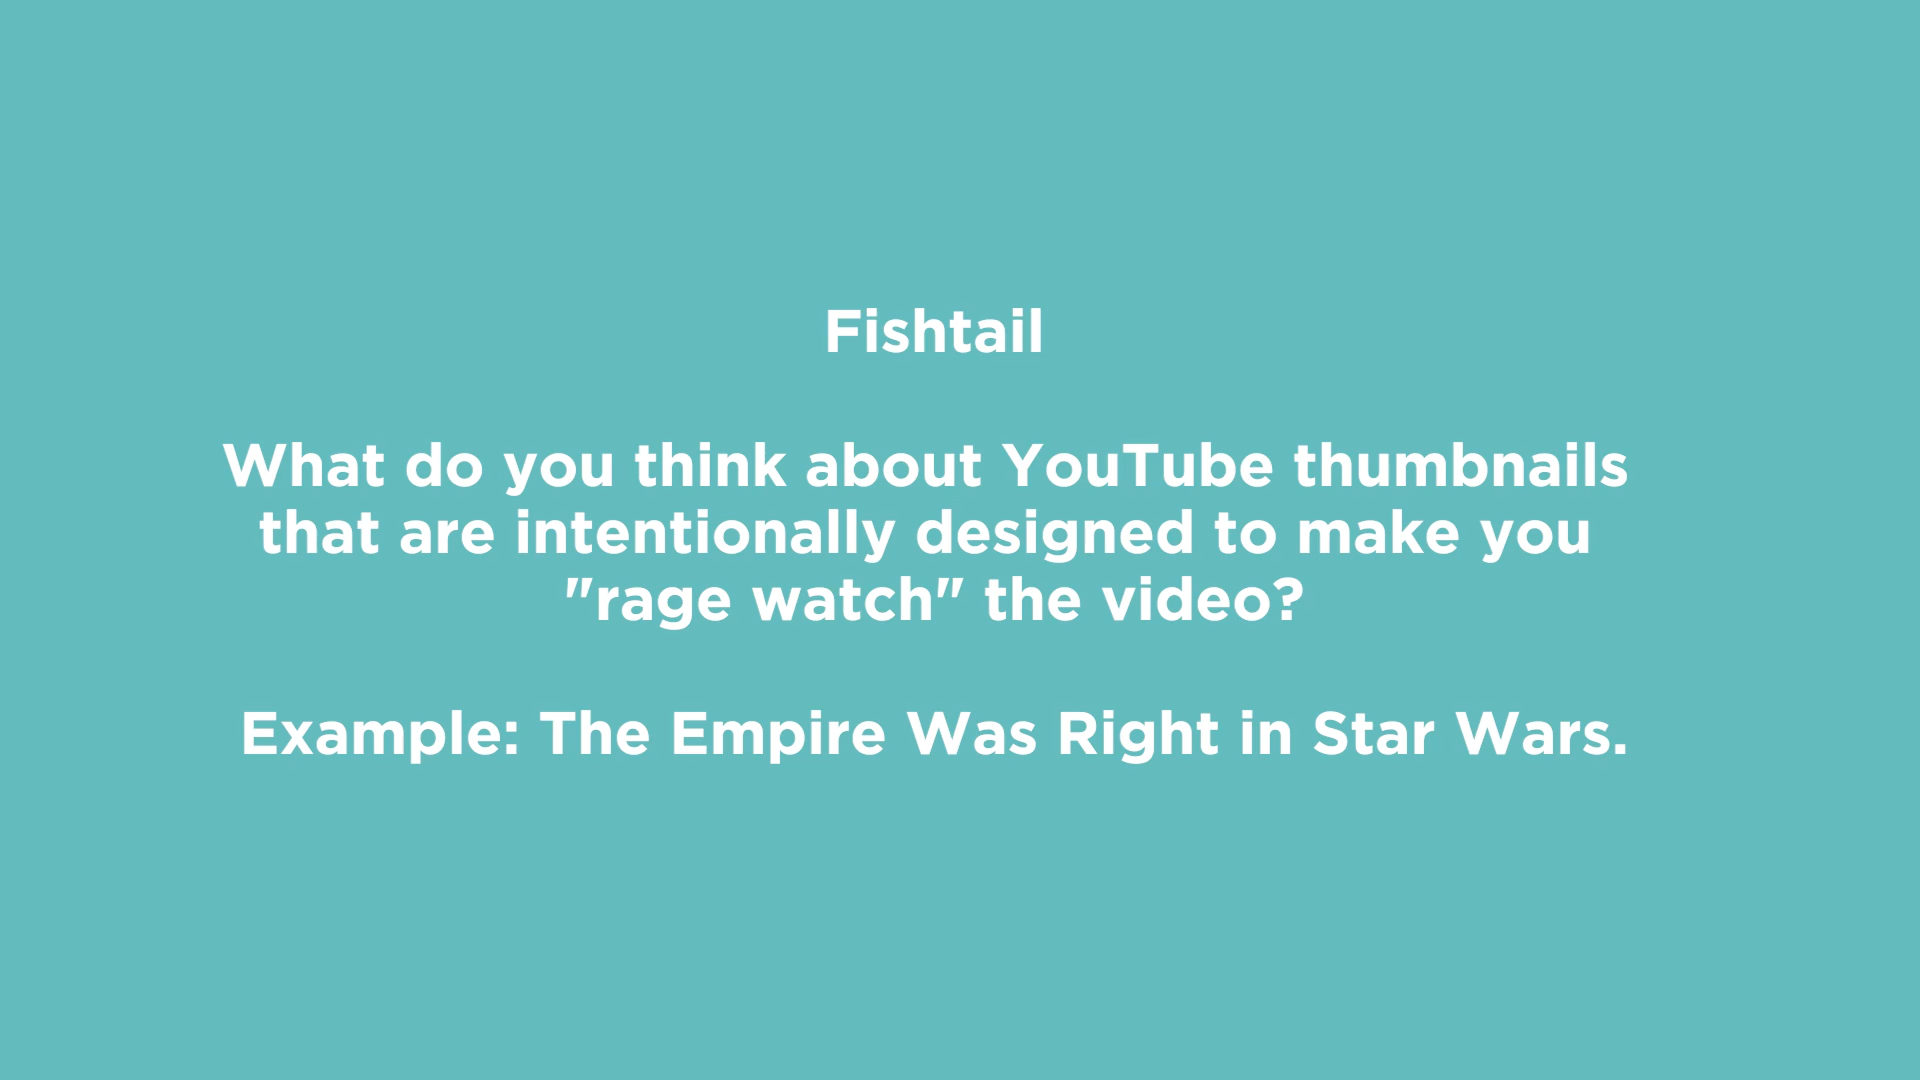 Fishtail
What do you think about YouTube thumbnails
that are intentionally designed to make you
"rage watch" the video?
Example: The Empire Was Right in Star Wars.